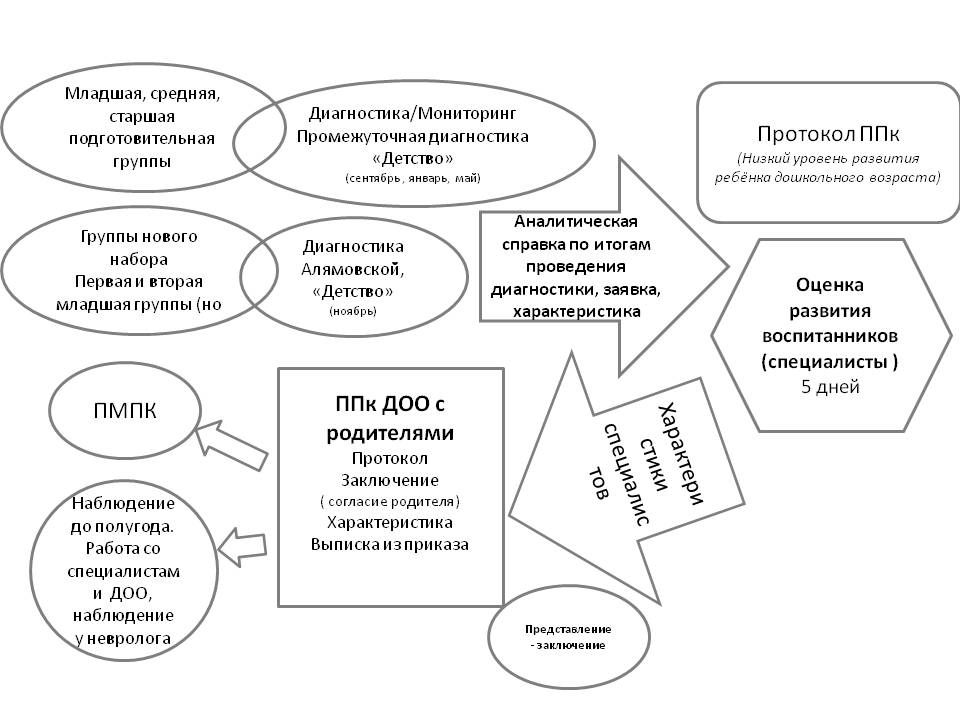 Младшая, средняя,
старшая
подготовительная
группы
Диагностика/Мониторинг
Промежуточная диагностика
«Детство»
(сентябрь, январь, май)
Протокол ППк
(Низкий уровень развития
ребёнка дошкольного возраста)
Группы нового
набора
Первая и вторая
младшая группы (но
Диагностика
Алямовской,
«Детство»
(ноябрь)
Аналитическая
справка по итогам
проведения
диагностики, заявка,
характеристика
Оценка
развития
воспитанников
(специалисты )
5 дней
ПМПК
ППк ДОО с
родителями
Протокол
Заключение
( согласие родителя)
Характеристика
Выписка из приказа
Характери
стики
специалис
тов
Наблюдение
до полугода.
Работа со
специалистам
и ДОО,
наблюдение
у невролога
Представление
- заключение